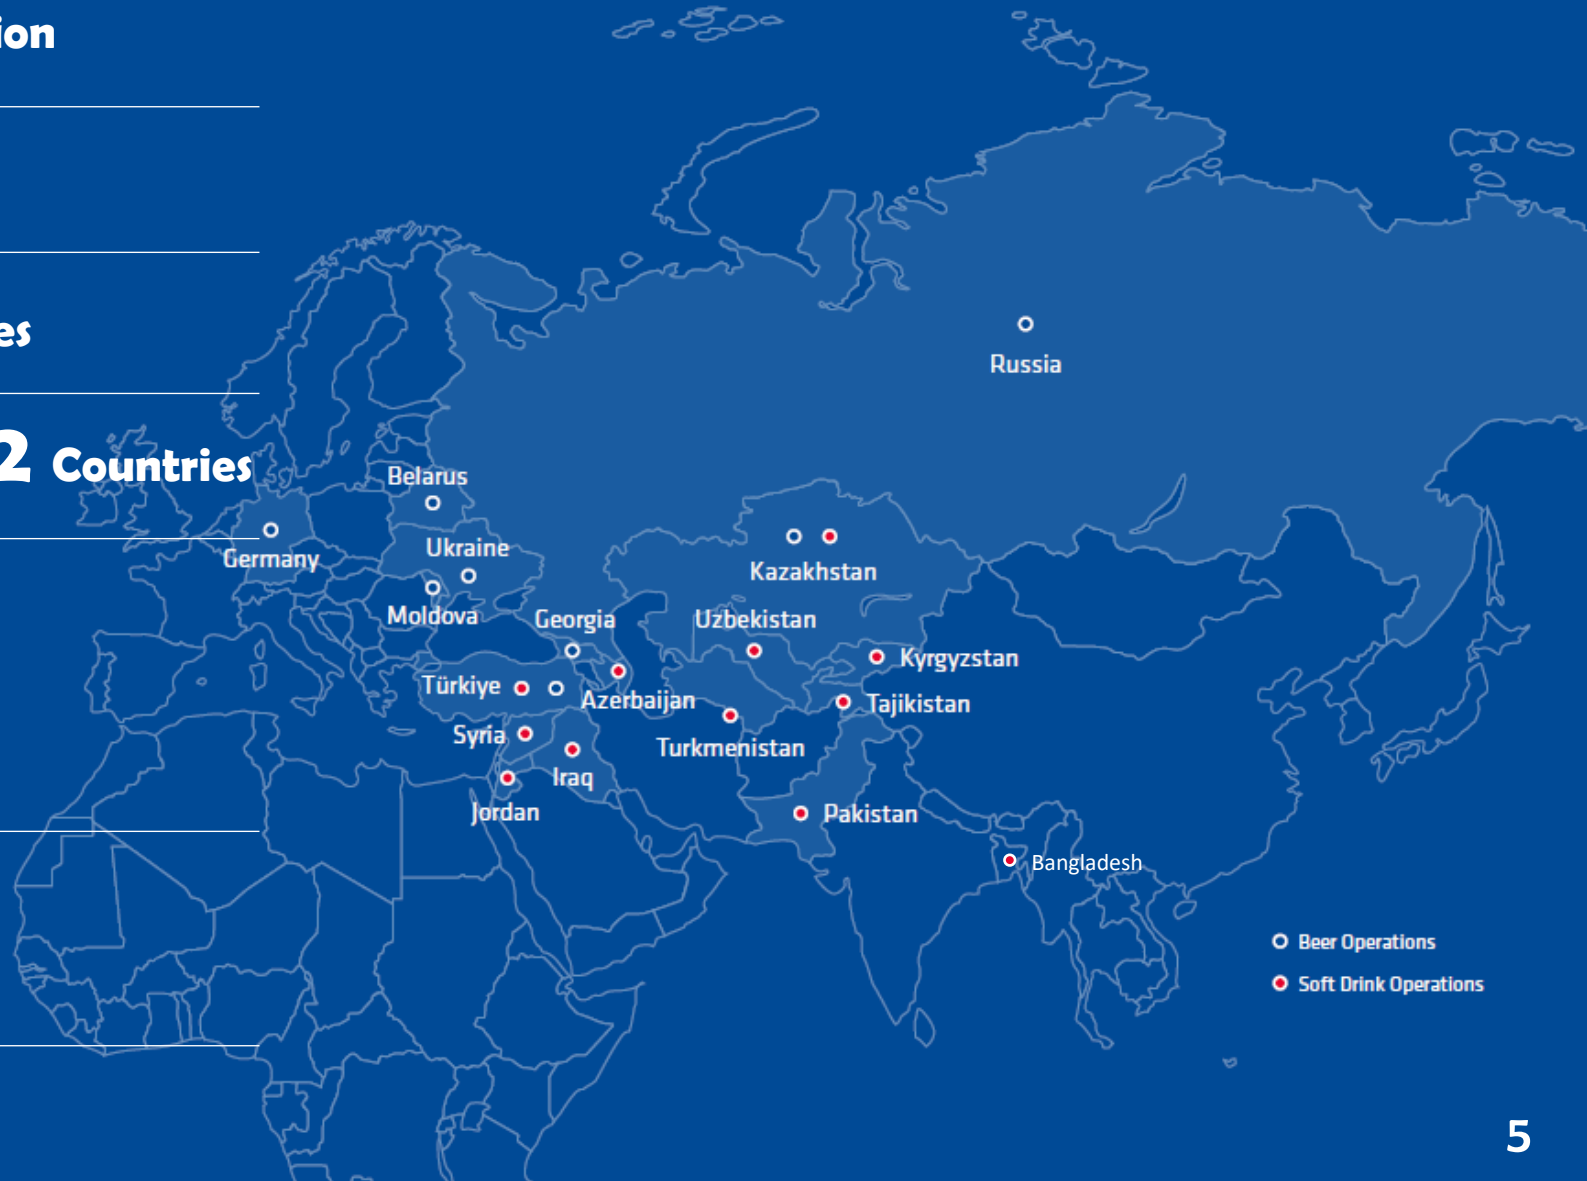 ion
es
2 Countries
Russia
Belarus
Germany
Ukraine
Kazakhstan
Moldova
Georgia
Uzbekistan
Kyrgyzstan
Türkiye
Azerbaijan
Tajikistan
Syria
Turkmenistan
Iraq
Jordan
Pakistan
Bangladesh
Beer Operations
Soft Drink Operations
5